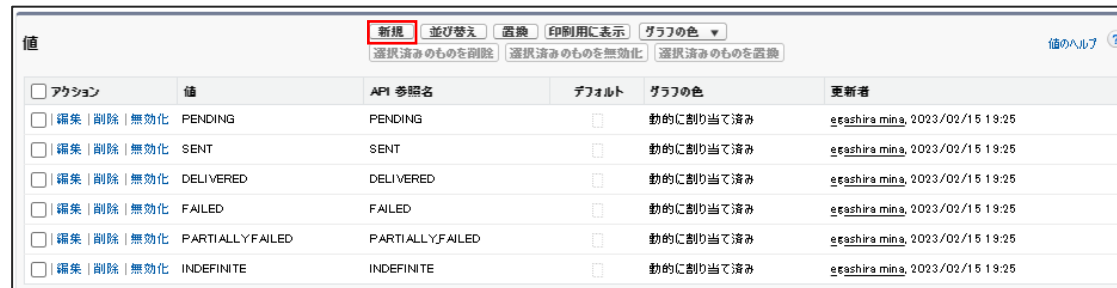 値
新規 並び替え 置換 印刷用に表示 グラフの色 ▼
選択済みのものを削除 選択済みのものを無効化 選択済みのものを置換
値のヘルプ ?
アクション 値 API 参照名 デフォルト グラフの色 更新者
編集 | 削除 | 無効化 PENDING PENDING 動的に割り当て済み egashira mina, 2023/02/15 19:25
編集 | 削除 | 無効化 SENT SENT 動的に割り当て済み egashira mina, 2023/02/15 19:25
編集 | 削除 | 無効化 DELIVERED DELIVERED 動的に割り当て済み egashira mina, 2023/02/15 19:25
編集 | 削除 | 無効化 FAILED FAILED 動的に割り当て済み egashira mina, 2023/02/15 19:25
編集 | 削除 | 無効化 PARTIALLYFAILED PARTIALLY_FAILED 動的に割り当て済み egashira mina, 2023/02/15 19:25
編集 | 削除 | 無効化 INDEFINITE INDEFINITE 動的に割り当て済み egashira mina, 2023/02/15 19:25